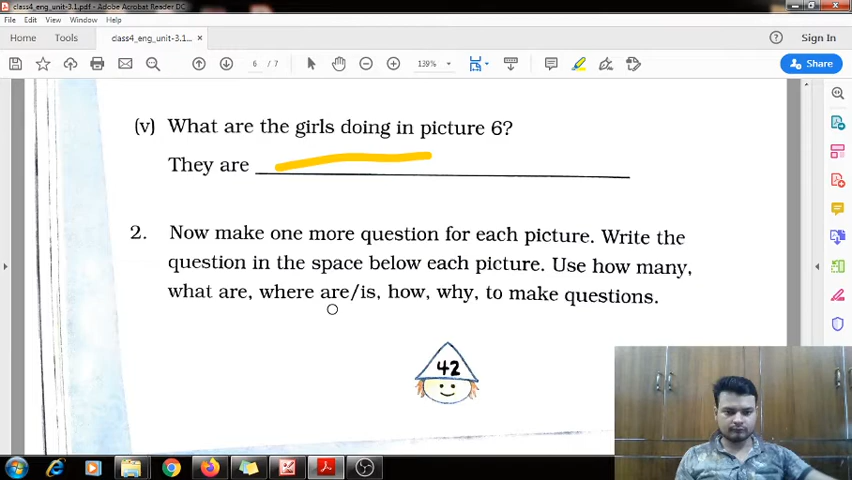 class4_eng_unit-3.1.pdf - Adobe Acrobat Reader DC
File Edit View Window Help
Home Tools class4_eng_unit-3.1... × Sign In
6 / 7 139% Share
(v) What are the girls doing in picture 6?
They are
2. Now make one more question for each picture. Write the
question in the space below each picture. Use how many,
what are, where are/is, how, why, to make questions.
42